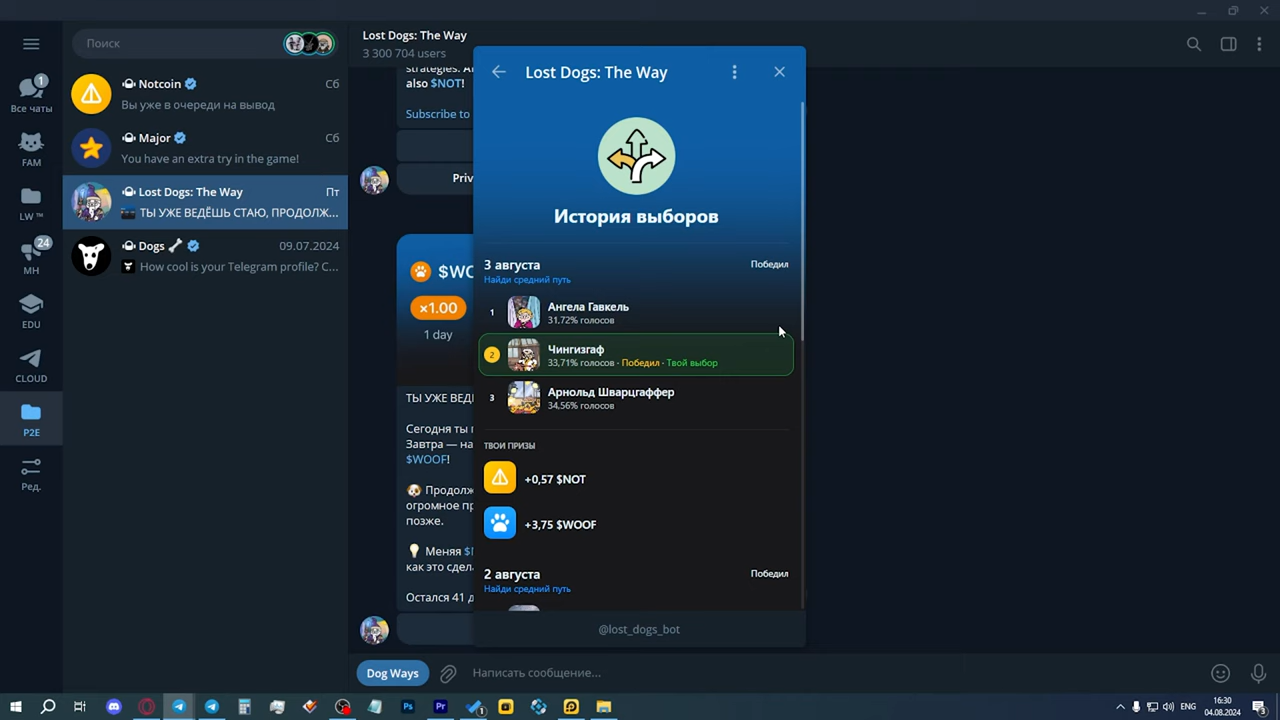 Поиск
Все чаты
1
FAM
LW ™
24
МН
EDU
CLOUD
P2E
Ред.
Notcoin
Сб
Вы уже в очереди на вывод
Major
Сб
You have an extra try in the game!
Lost Dogs: The Way
Пт
ТЫ УЖЕ ВЕДЁШЬ СТАЮ, ПРОДОЛЖ...
Dogs
09.07.2024
How cool is your Telegram profile? C...
Lost Dogs: The Way
3 300 704 users
also $NOT!
Subscribe to
Priv
$WO
×1.00
1 day
ТЫ УЖЕ ВЕДЕ
Сегодня ты п
Завтра — на
$WOOF!
Продолж
огромное пр
позже.
Меняя $
как это сдела
Остался 41 д
Lost Dogs: The Way
История выборов
3 августа
Победил
Найди средний путь
1
Ангела Гавкель
31,72% голосов
2
Чингизгаф
33,71% голосов · Победил · Твой выбор
3
Арнольд Шварцгаффер
34,56% голосов
ТВОИ ПРИЗЫ
+0,57 $NOT
+3,75 $WOOF
2 августа
Победил
Найди средний путь
@lost_dogs_bot
Dog Ways
Написать сообщение...
ENG
16:30
04.08.2024